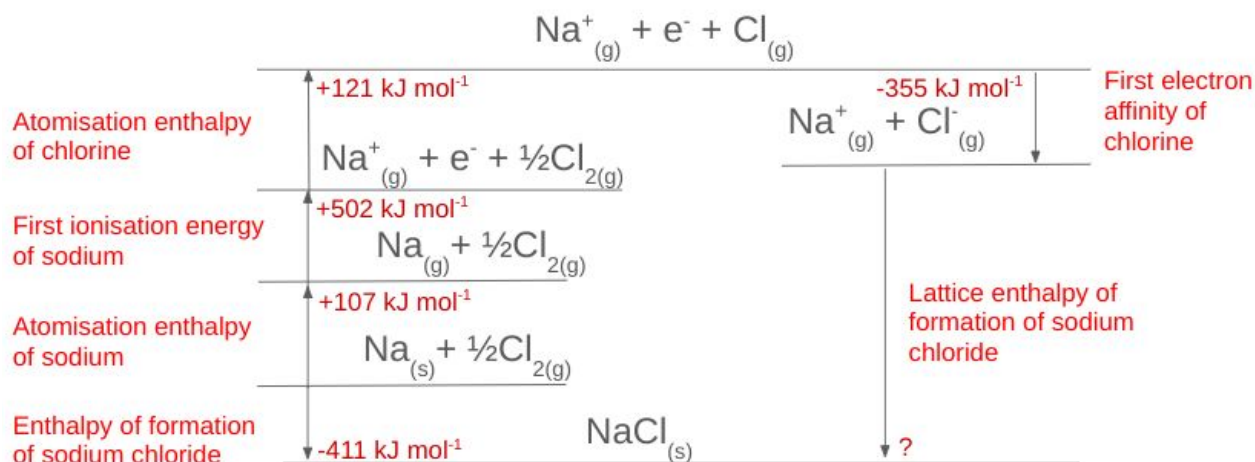 Na⁺(g) + e⁻ + Cl(g)
+121 kJ mol⁻¹
-355 kJ mol⁻¹
First electron
affinity of
chlorine
Atomisation enthalpy
of chlorine
Na⁺(g) + Cl⁻(g)
Na⁺(g) + e⁻ + ½Cl₂(g)
+502 kJ mol⁻¹
First ionisation energy
of sodium
Na(g) + ½Cl₂(g)
+107 kJ mol⁻¹
Lattice enthalpy of
formation of sodium
chloride
Atomisation enthalpy
of sodium
Na(s) + ½Cl₂(g)
Enthalpy of formation
of sodium chloride
-411 kJ mol⁻¹
NaCl(s)
?